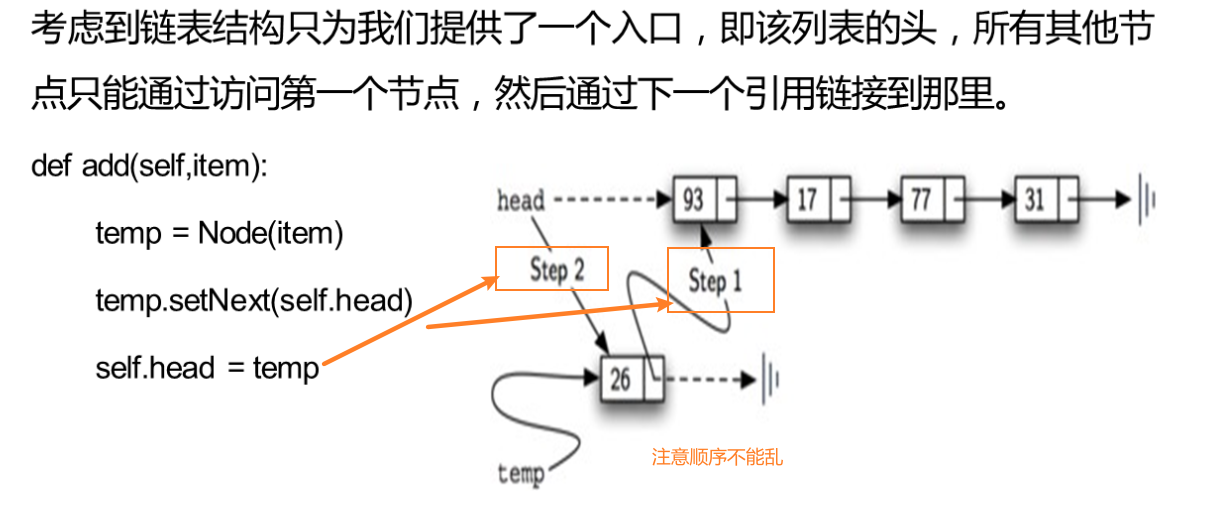 考虑到链表结构只为我们提供了一个入口，即该列表的头，所有其他节
点只能通过访问第一个节点，然后通过下一个引用链接到那里。
def add(self,item):
temp = Node(item)
temp.setNext(self.head)
self.head = temp
head
93
17
77
31
Step 2
Step 1
26
temp
注意顺序不能乱